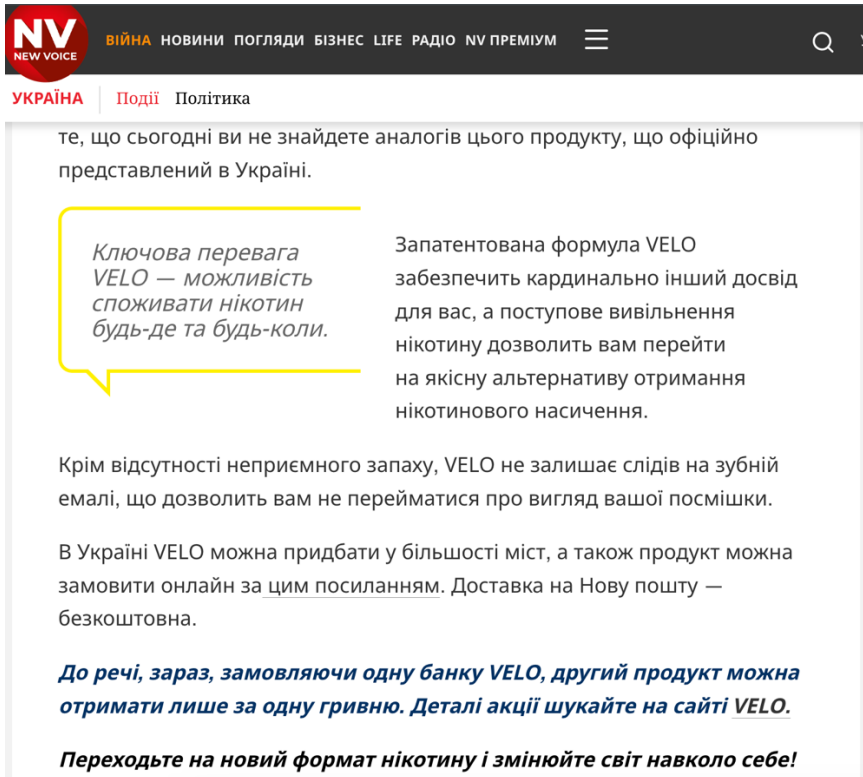 NV
NEW VOICE
ВІЙНА НОВИНИ ПОГЛЯДИ БІЗНЕС LIFE РАДІО NV ПРЕМІУМ
УКРАЇНА Події Політика
те, що сьогодні ви не знайдете аналогів цього продукту, що офіційно
представлений в Україні.
Ключова перевага
VELO — можливість
споживати нікотин
будь-де та будь-коли.
Запатентована формула VELO
забезпечить кардинально інший досвід
для вас, а поступове вивільнення
нікотину дозволить вам перейти
на якісну альтернативу отримання
нікотинового насичення.
Крім відсутності неприємного запаху, VELO не залишає слідів на зубній
емалі, що дозволить вам не перейматися про вигляд вашої посмішки.
В Україні VELO можна придбати у більшості міст, а також продукт можна
замовити онлайн за цим посиланням. Доставка на Нову пошту —
безкоштовна.
До речі, зараз, замовляючи одну банку VELO, другий продукт можна
отримати лише за одну гривню. Деталі акції шукайте на сайті VELO.
Переходьте на новий формат нікотину і змінюйте світ навколо себе!